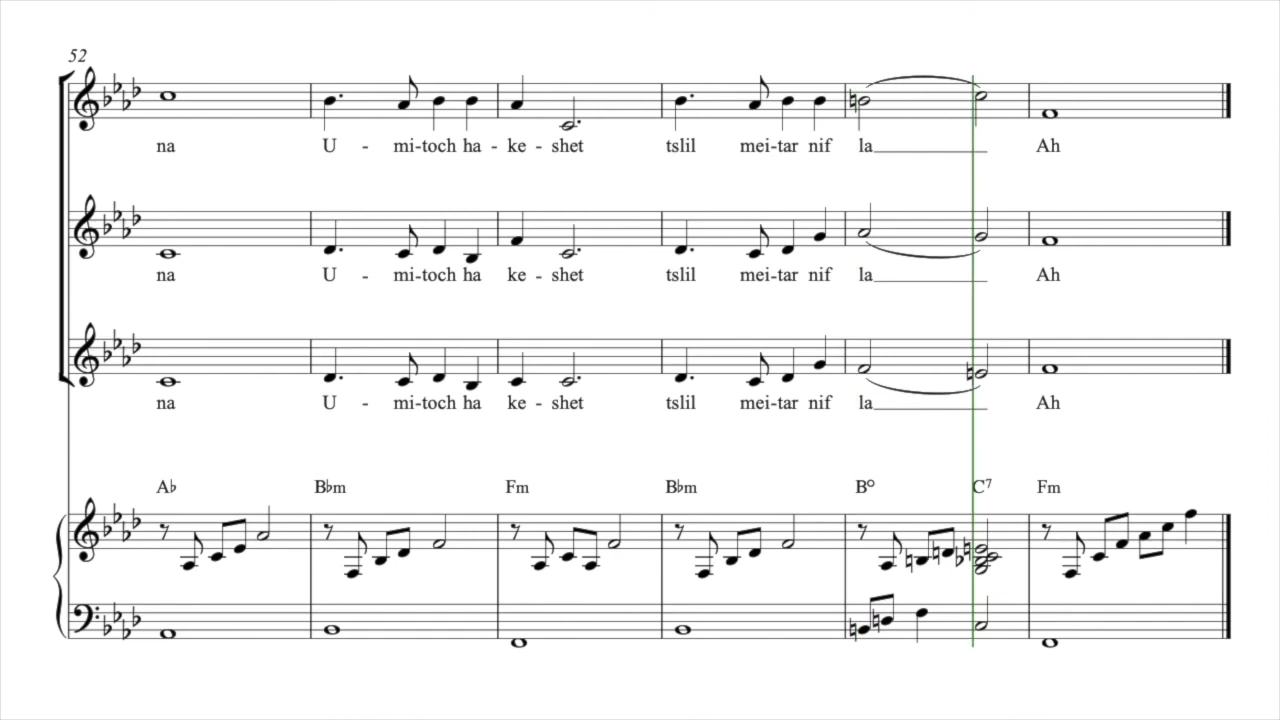 52
na U - mi-toch ha - ke - shet tslil mei-tar nif la Ah
na U - mi-toch ha ke - shet tslil mei-tar nif la Ah
na U - mi-toch ha ke - shet tslil mei-tar nif la Ah
A♭ B♭m Fm B♭m B° C7 Fm